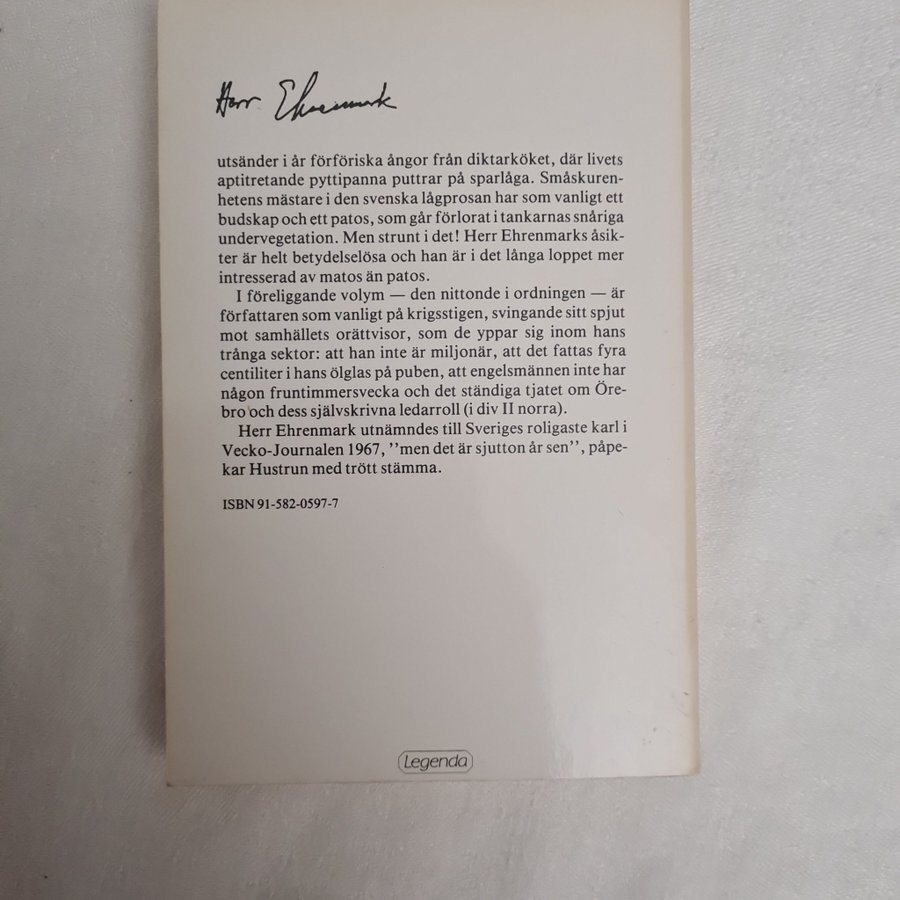 Herr Ehrenmark
utsänder i år förföriska ångor från diktarköket, där livets
aptitretande pyttipanna puttrar på sparlåga. Småskuren-
hetens mästare i den svenska lågprosan har som vanligt ett
budskap och ett patos, som går förlorat i tankarnas snåriga
undervegetation. Men strunt i det! Herr Ehrenmarks åsik-
ter är helt betydelselösa och han är i det långa loppet mer
intresserad av matos än patos.
I föreliggande volym — den nittonde i ordningen — är
författaren som vanligt på krigsstigen, svingande sitt spjut
mot samhällets orättvisor, som de yppar sig inom hans
trånga sektor: att han inte är miljonär, att det fattas fyra
centiliter i hans ölglas på puben, att engelsmännen inte har
någon fruntimmersvecka och det ständiga tjatet om Öre-
bro och dess självskrivna ledarroll (i div II norra).
Herr Ehrenmark utnämndes till Sveriges roligaste karl i
Vecko-Journalen 1967, ''men det är sjutton år sen'', påpe-
kar Hustrun med trött stämma.
ISBN 91-582-0597-7
Legenda